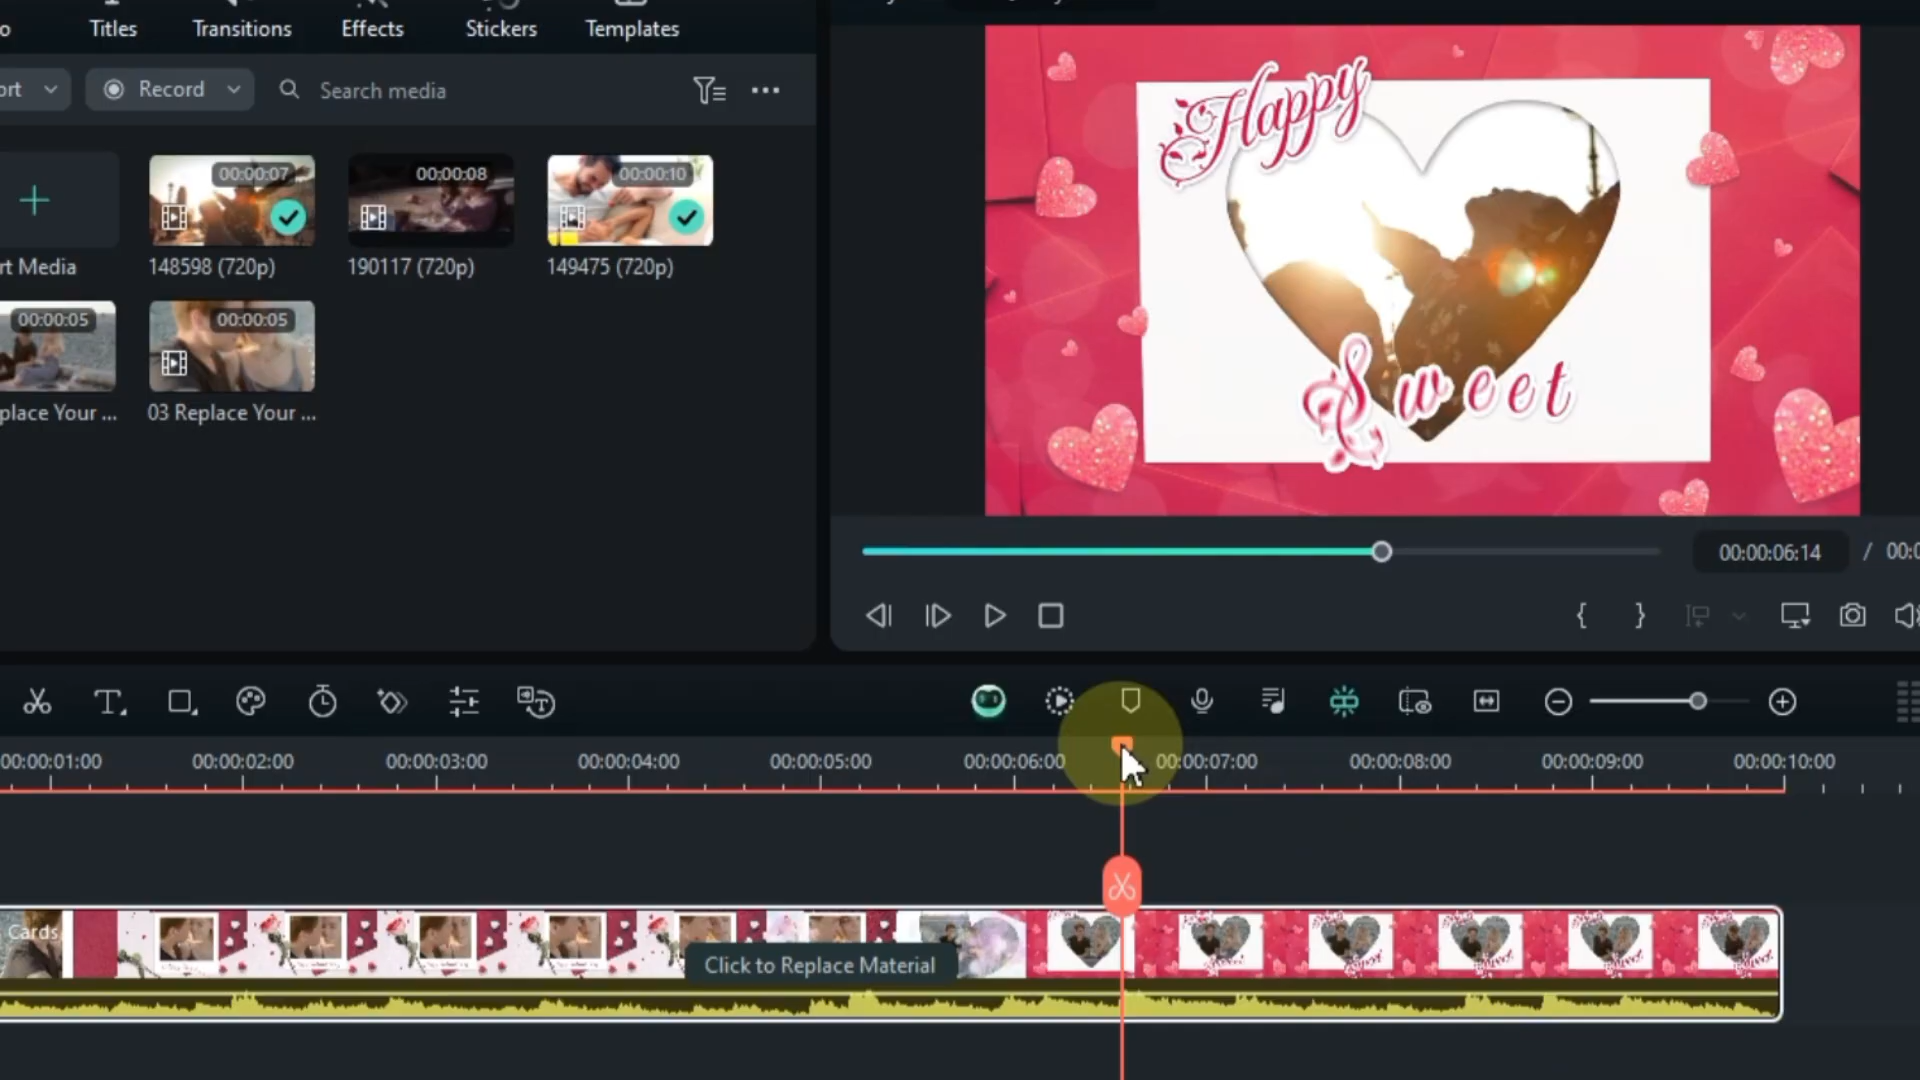 Titles
Transitions
Effects
Stickers
Templates
ort
Record
Search media
00:00:07
00:00:08
00:00:10
rt Media
148598 (720p)
190117 (720p)
149475 (720p)
00:00:05
00:00:05
place Your ...
03 Replace Your ...
Happy
Sweet
00:00:06:14 / 00:0
00:00:01:00
00:00:02:00
00:00:03:00
00:00:04:00
00:00:05:00
00:00:06:00
00:00:07:00
00:00:08:00
00:00:09:00
00:00:10:00
Cards
Click to Replace Material